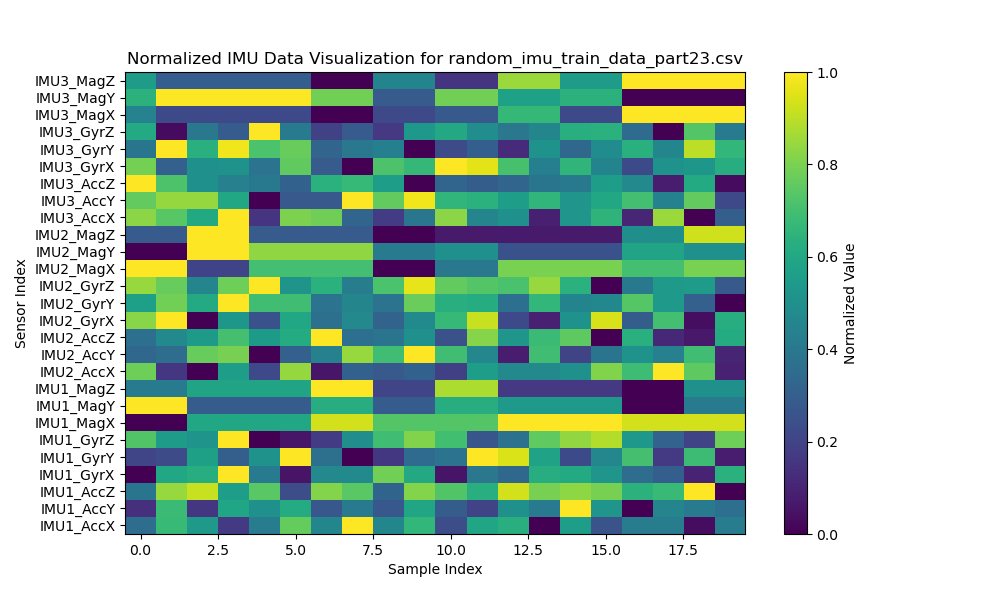 Normalized IMU Data Visualization for random_imu_train_data_part23.csv
IMU3_MagZ
IMU3_MagY
IMU3_MagX
IMU3_GyrZ
IMU3_GyrY
IMU3_GyrX
IMU3_AccZ
IMU3_AccY
IMU3_AccX
IMU2_MagZ
IMU2_MagY
IMU2_MagX
IMU2_GyrZ
IMU2_GyrY
IMU2_GyrX
IMU2_AccZ
IMU2_AccY
IMU2_AccX
IMU1_MagZ
IMU1_MagY
IMU1_MagX
IMU1_GyrZ
IMU1_GyrY
IMU1_GyrX
IMU1_AccZ
IMU1_AccY
IMU1_AccX
Sensor Index
0.0 2.5 5.0 7.5 10.0 12.5 15.0 17.5
Sample Index
1.0
0.8
0.6
0.4
0.2
0.0
Normalized Value